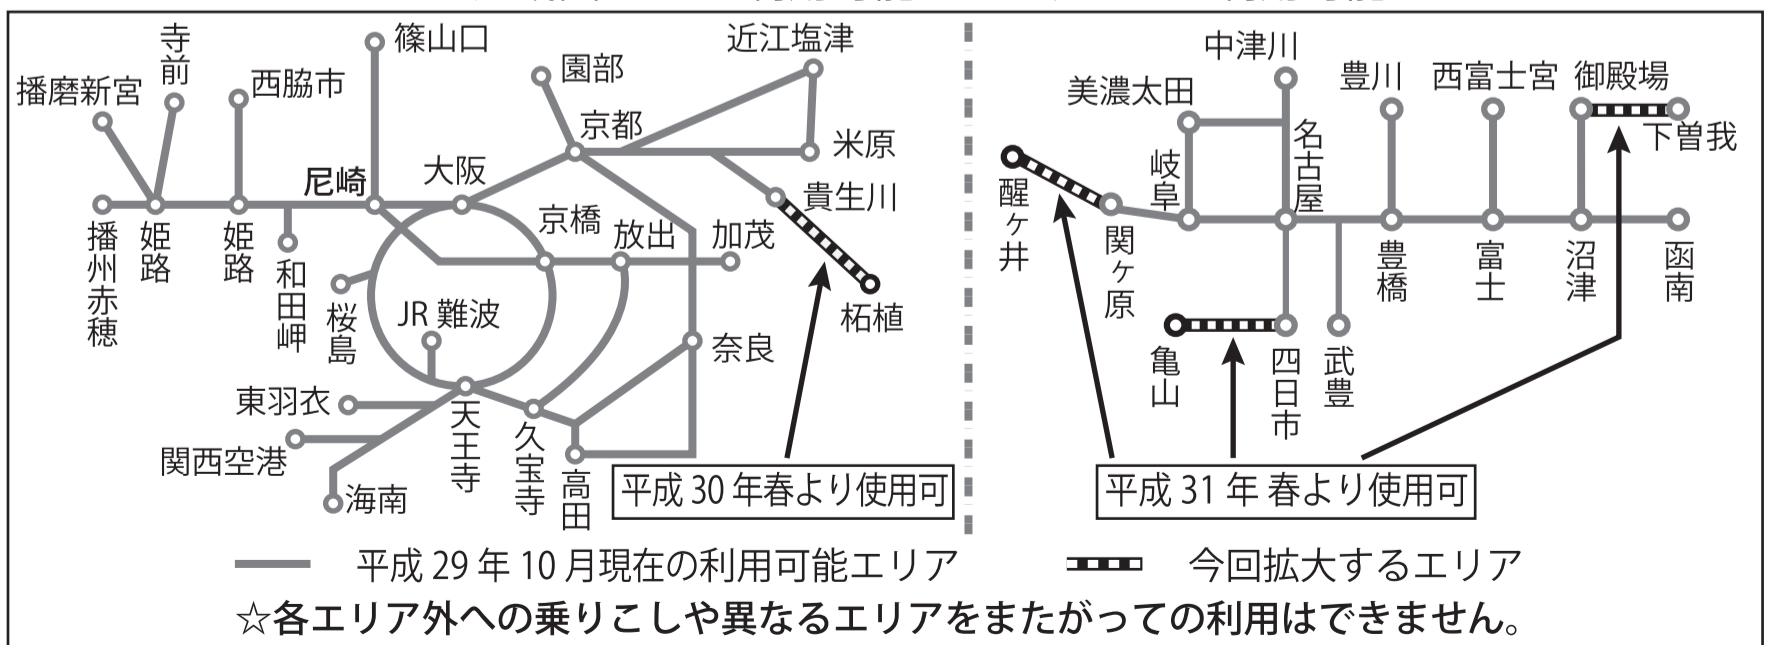 播磨新宮
寺前
西脇市
篠山口
園部
近江塩津
京都
米原
尼崎
大阪
貴生川
京橋
放出
加茂
播州赤穂
姫路
姫路
和田岬
桜島
JR 難波
柘植
奈良
東羽衣
関西空港
海南
天王寺
久宝寺
高田
平成 30 年春より使用可
中津川
美濃太田
豊川
西富士宮
御殿場
下曽我
名古屋
岐阜
醒ヶ井
関ヶ原
豊橋
富士
沼津
函南
亀山
四日市
武豊
平成 31 年 春より使用可
平成 29 年 10 月現在の利用可能エリア
今回拡大するエリア
☆各エリア外への乗りこしや異なるエリアをまたがっての利用はできません。